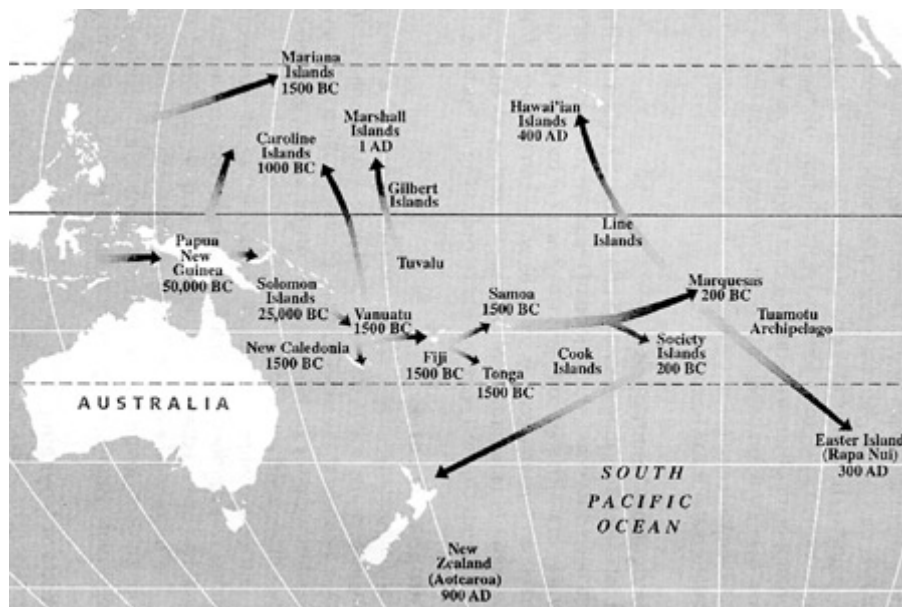 Mariana
Islands
1500 BC
Marshall
Islands
1 AD
Hawai'ian
Islands
400 AD
Caroline
Islands
1000 BC
Gilbert
Islands
Line
Islands
Papua
New
Guinea
50,000 BC
Tuvalu
Solomon
Islands
25,000 BC
Samoa
1500 BC
Marquesas
200 BC
Vanuatu
1500 BC
Tuamotu
Archipelago
New Caledonia
1500 BC
Fiji
1500 BC
Tonga
1500 BC
Cook
Islands
Society
Islands
200 BC
AUSTRALIA
Easter Island
(Rapa Nui)
300 AD
SOUTH
PACIFIC
OCEAN
New
Zealand
(Aotearoa)
900 AD